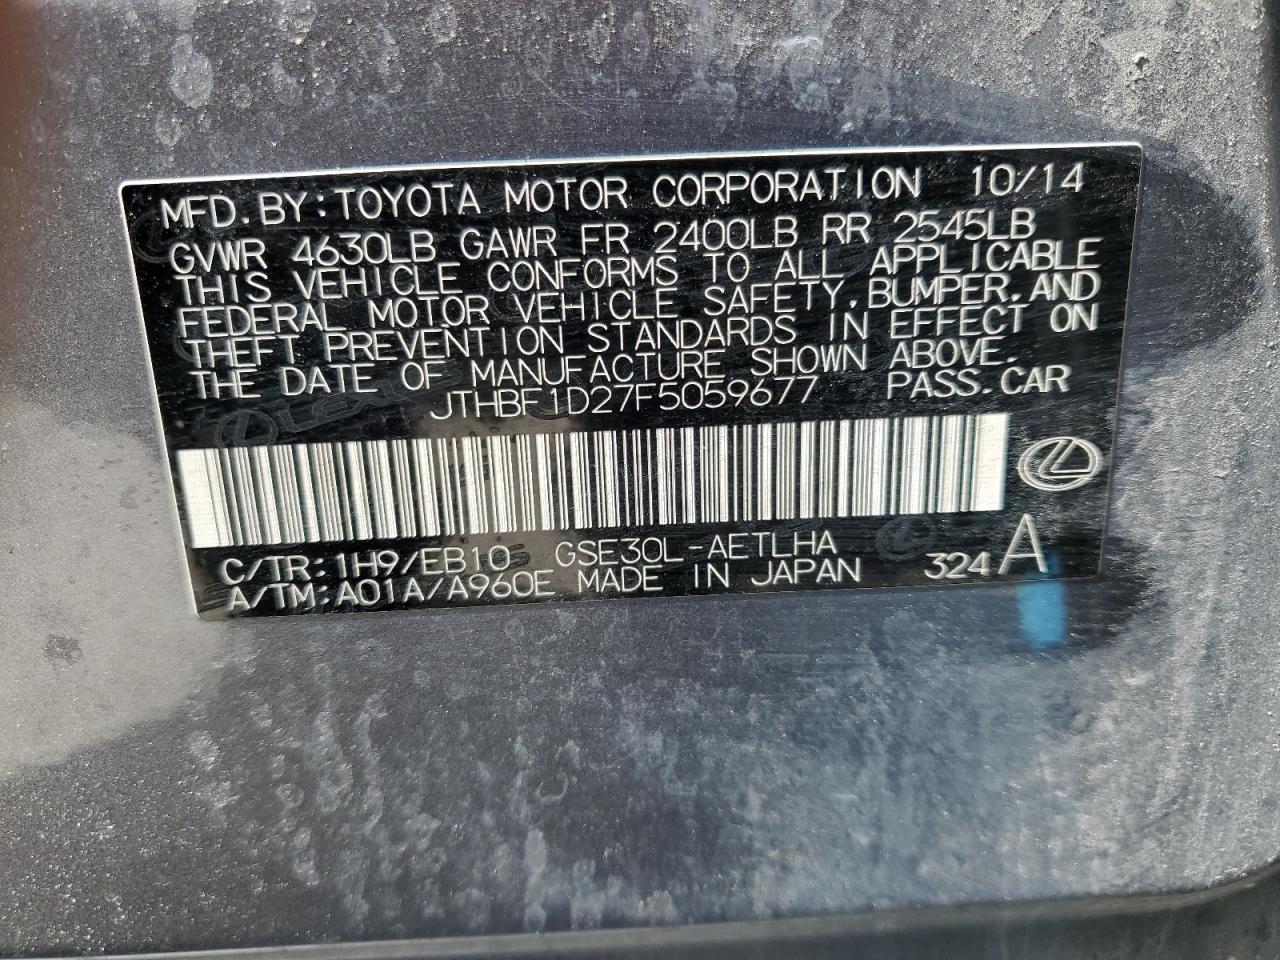 MFD. BY: TOYOTA MOTOR CORPORATION 10/14
GVWR 4630LB GAWR FR 2400LB RR 2545LB
THIS VEHICLE CONFORMS TO ALL APPLICABLE
FEDERAL MOTOR VEHICLE SAFETY, BUMPER, AND
THEFT PREVENTION STANDARDS IN EFFECT ON
THE DATE OF MANUFACTURE SHOWN ABOVE.
JTHBF1D27F5059677 PASS. CAR
C/TR: 1H9/EB10 GSE30L-AETLHA
A/TM: A01A/A960E MADE IN JAPAN 324 A